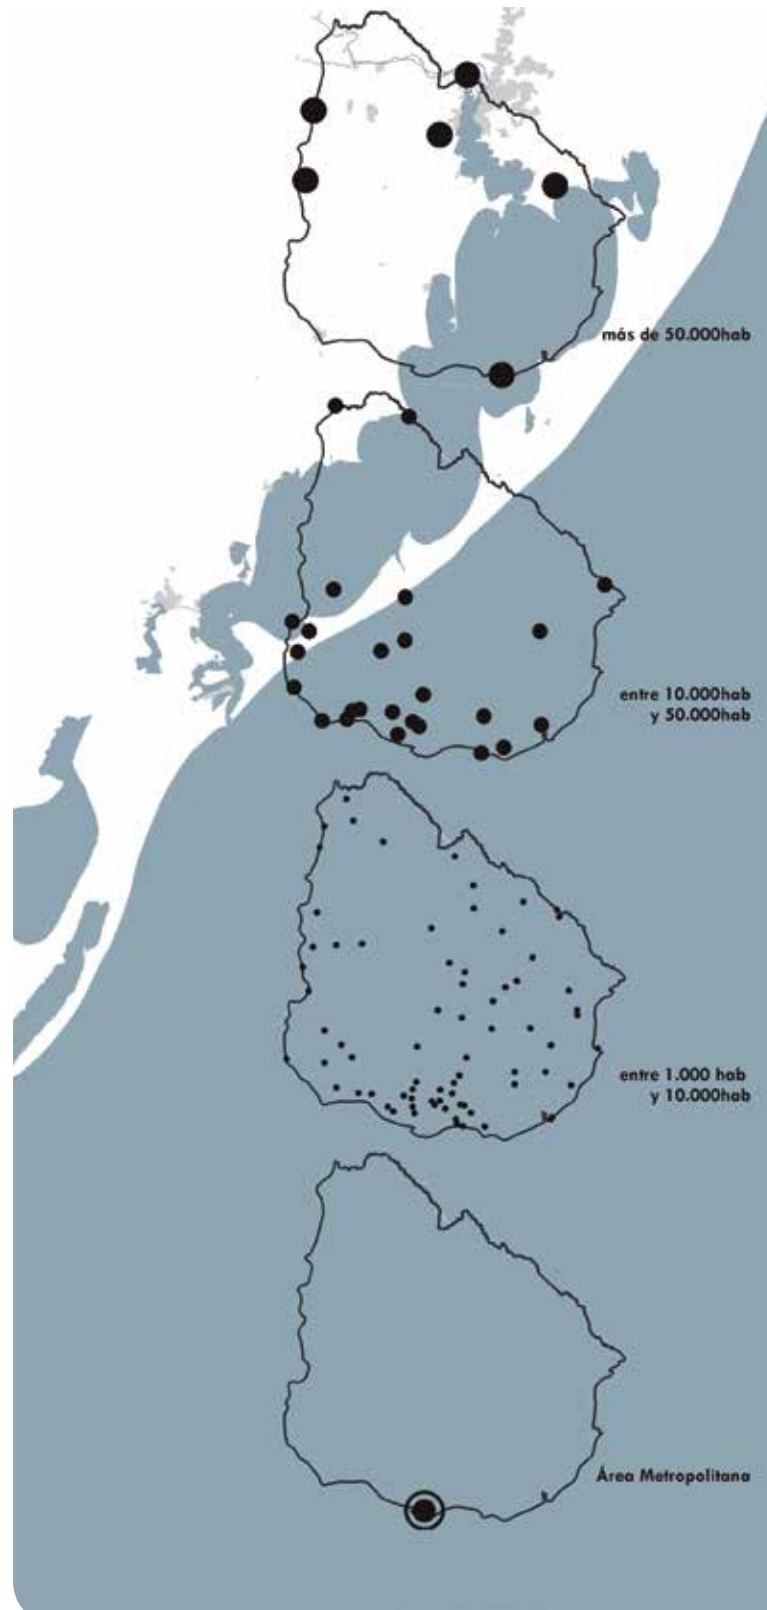 más de 50.000hab
entre 10.000hab
y 50.000hab
entre 1.000 hab
y 10.000hab
Área Metropolitana